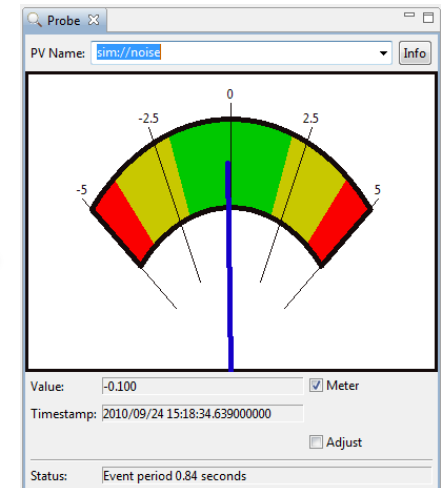 Probe
PV Name: sim://noise Info
0
-2.5 2.5
-5 5
Value: -0.100 Meter
Timestamp: 2010/09/24 15:18:34.639000000
Adjust
Status: Event period 0.84 seconds